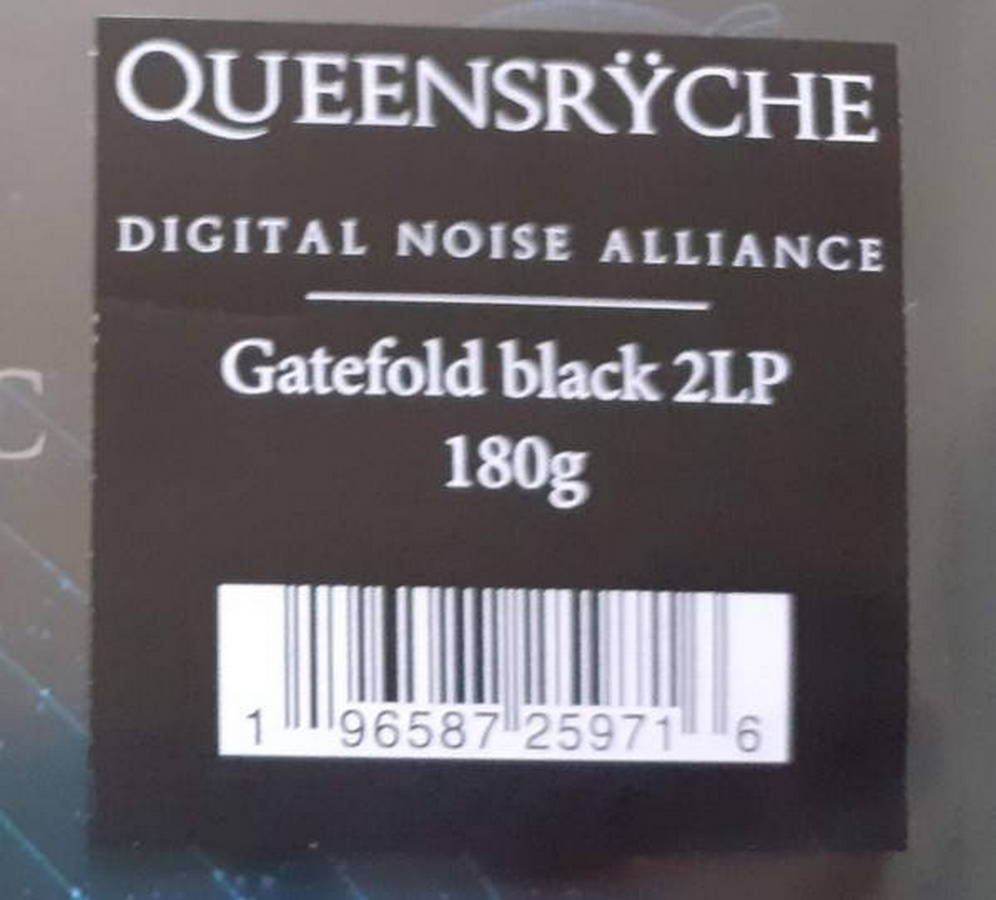 QUEENSRŸCHE
DIGITAL NOISE ALLIANCE
Gatefold black 2LP
180g
1 96587 25971 6
C